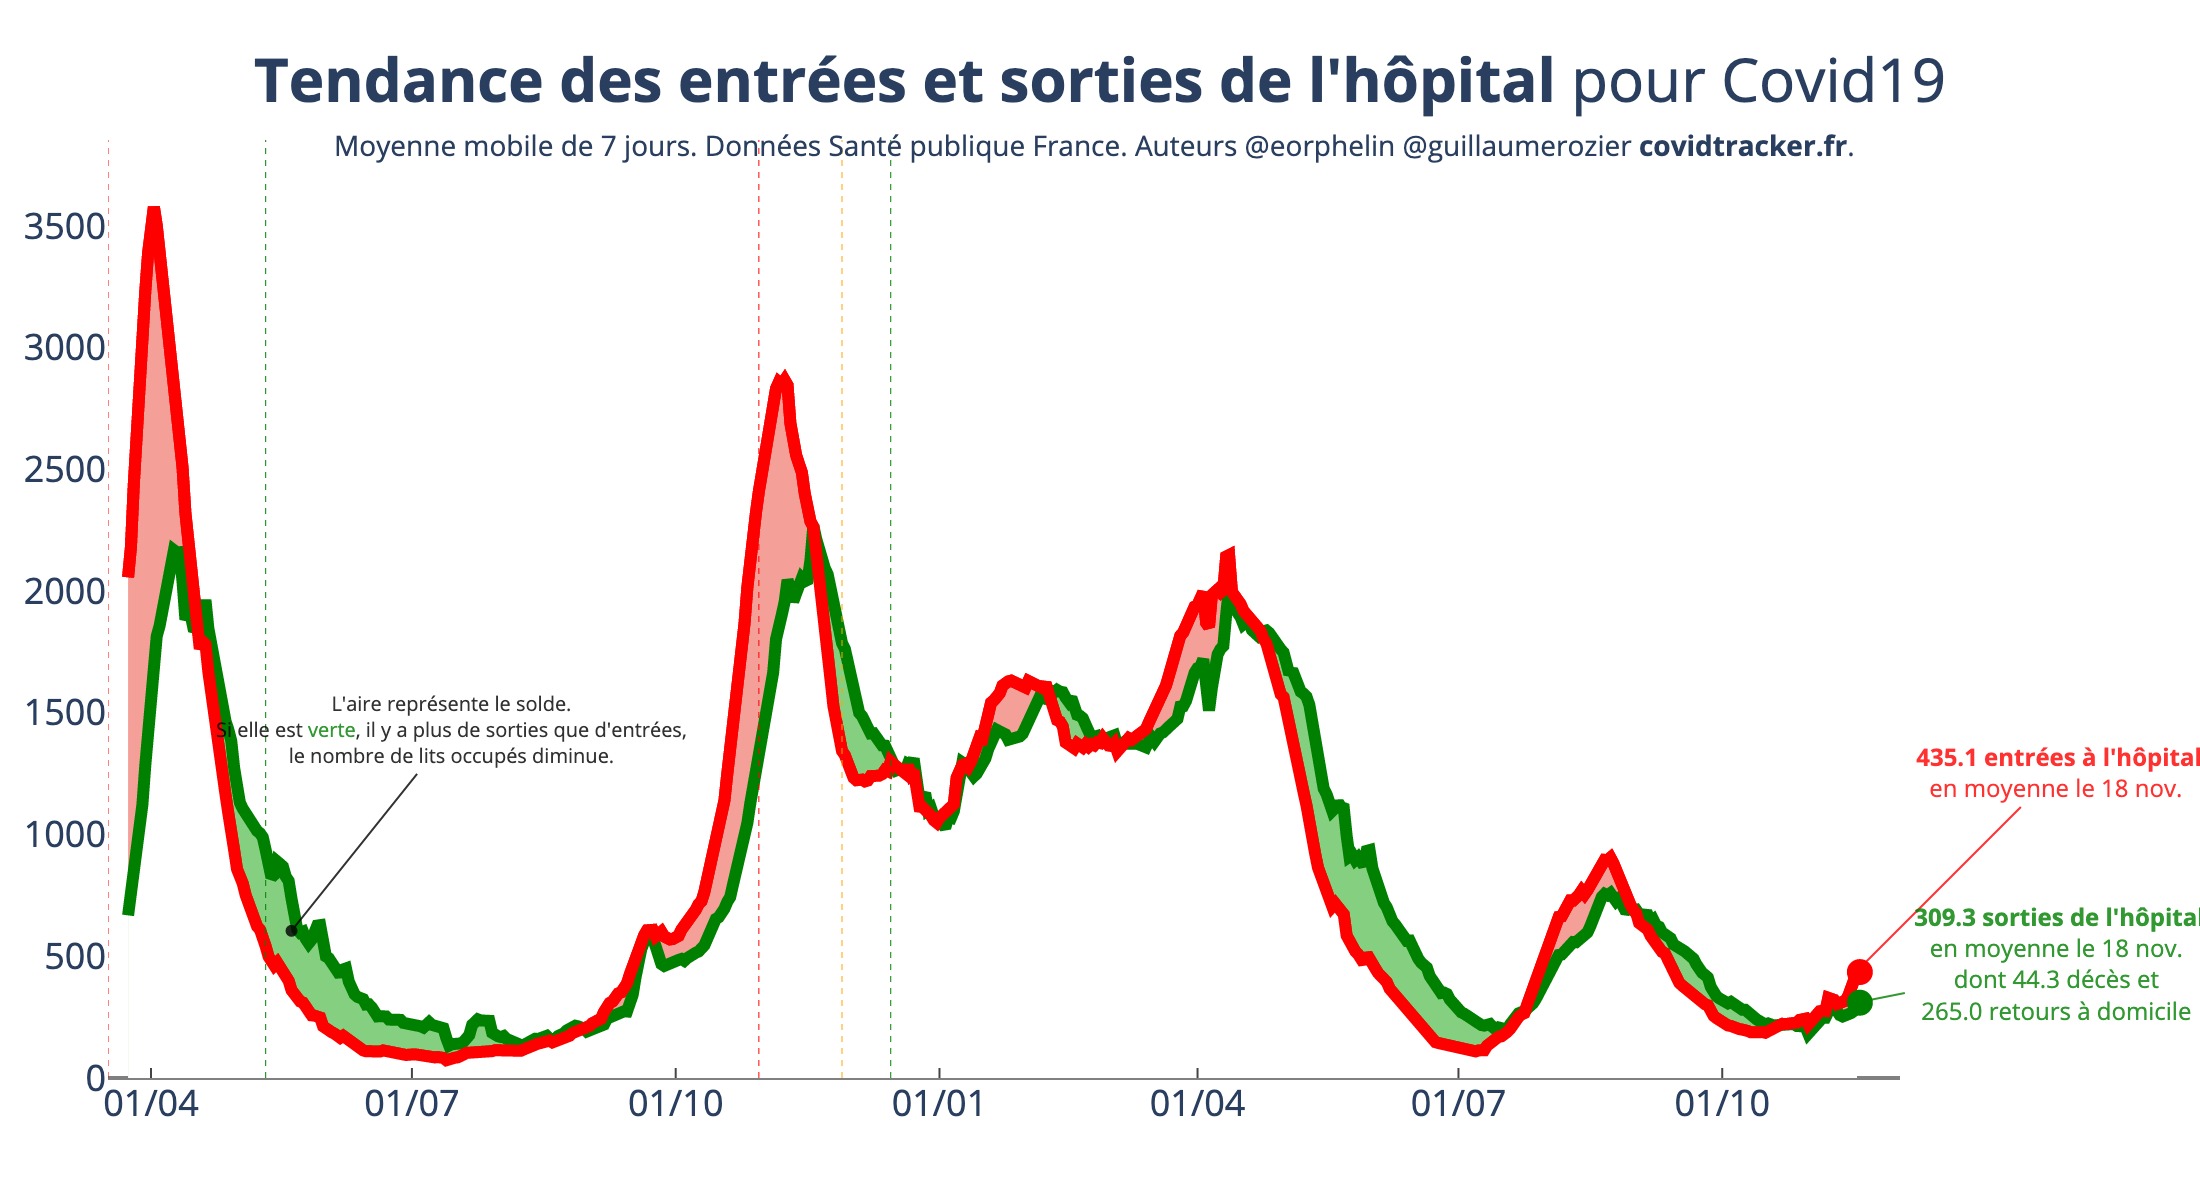 Tendance des entrées et sorties de l'hôpital pour Covid19
Moyenne mobile de 7 jours. Données Santé publique France. Auteurs @eorphelin @guillaumerozier covidtracker.fr.
3500
3000
2500
2000
1500
1000
500
0
L'aire représente le solde.
Si elle est verte, il y a plus de sorties que d'entrées,
le nombre de lits occupés diminue.
435.1 entrées à l'hôpital
en moyenne le 18 nov.
309.3 sorties de l'hôpital
en moyenne le 18 nov.
dont 44.3 décès et
265.0 retours à domicile
01/04
01/07
01/10
01/01
01/04
01/07
01/10